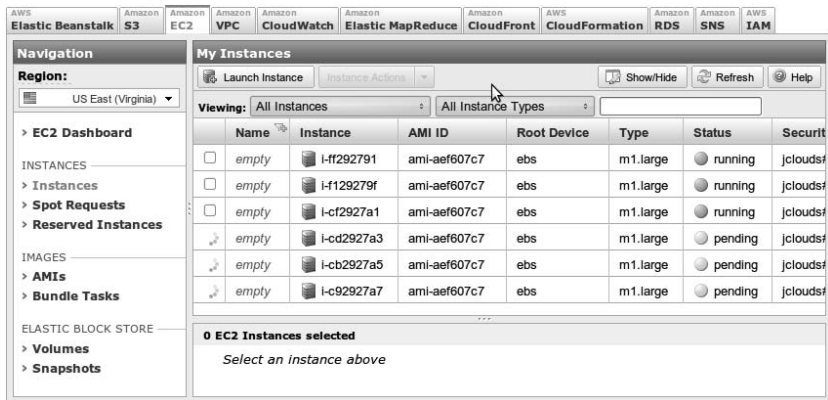 AWS Amazon Amazon Amazon Amazon Amazon Amazon AWS Amazon Amazon AWS
Elastic Beanstalk S3 EC2 VPC CloudWatch Elastic MapReduce CloudFront CloudFormation RDS SNS IAM
Navigation
Region:
US East (Virginia)
> EC2 Dashboard
INSTANCES
> Instances
> Spot Requests
> Reserved Instances
IMAGES
> AMIs
> Bundle Tasks
ELASTIC BLOCK STORE
> Volumes
> Snapshots
My Instances
Launch Instance Instance Actions Show/Hide Refresh Help
Viewing: All Instances All Instance Types
Name Instance AMI ID Root Device Type Status Securit
empty i-ff292791 ami-aef607c7 ebs m1.large running jclouds#
empty i-f129279f ami-aef607c7 ebs m1.large running jclouds#
empty i-cf2927a1 ami-aef607c7 ebs m1.large running jclouds#
empty i-cd2927a3 ami-aef607c7 ebs m1.large pending jclouds#
empty i-cb2927a5 ami-aef607c7 ebs m1.large pending jclouds#
empty i-c92927a7 ami-aef607c7 ebs m1.large pending jclouds#
0 EC2 Instances selected
Select an instance above